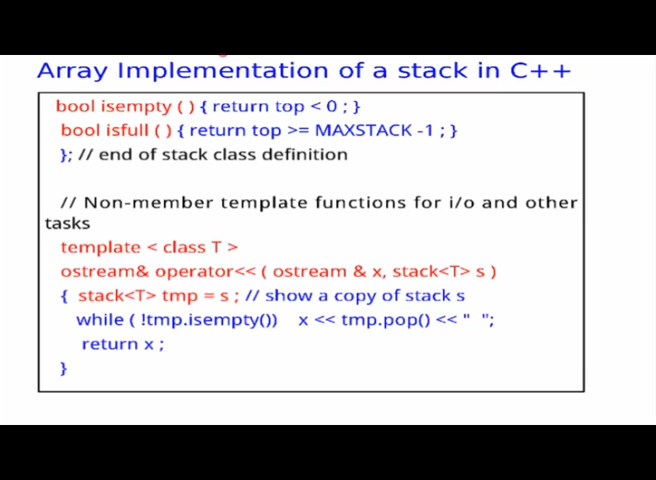 Array Implementation of a stack in C++
bool isempty ( ) { return top < 0 ; }
bool isfull ( ) { return top >= MAXSTACK -1 ; }
}; // end of stack class definition
// Non-member template functions for i/o and other
tasks
template < class T >
ostream& operator<< ( ostream & x, stack<T> s )
{ stack<T> tmp = s ; // show a copy of stack s
while ( !tmp.isempty()) x << tmp.pop() << " ";
return x ;
}